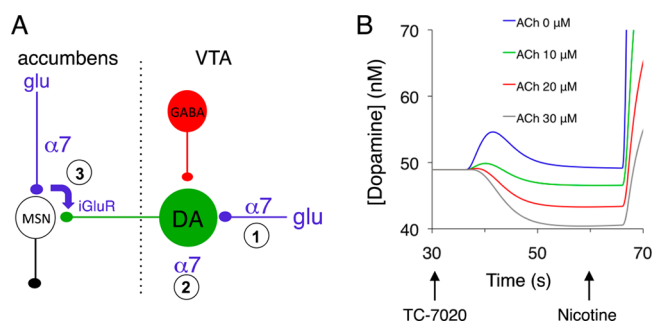 A
accumbens
VTA
glu
GABA
α7
3
iGluR
MSN
DA
α7
glu
1
α7
2
B
70
60
50
40
[Dopamine] (nM)
ACh 0 µM
ACh 10 µM
ACh 20 µM
ACh 30 µM
30
50
70
Time (s)
TC-7020
Nicotine